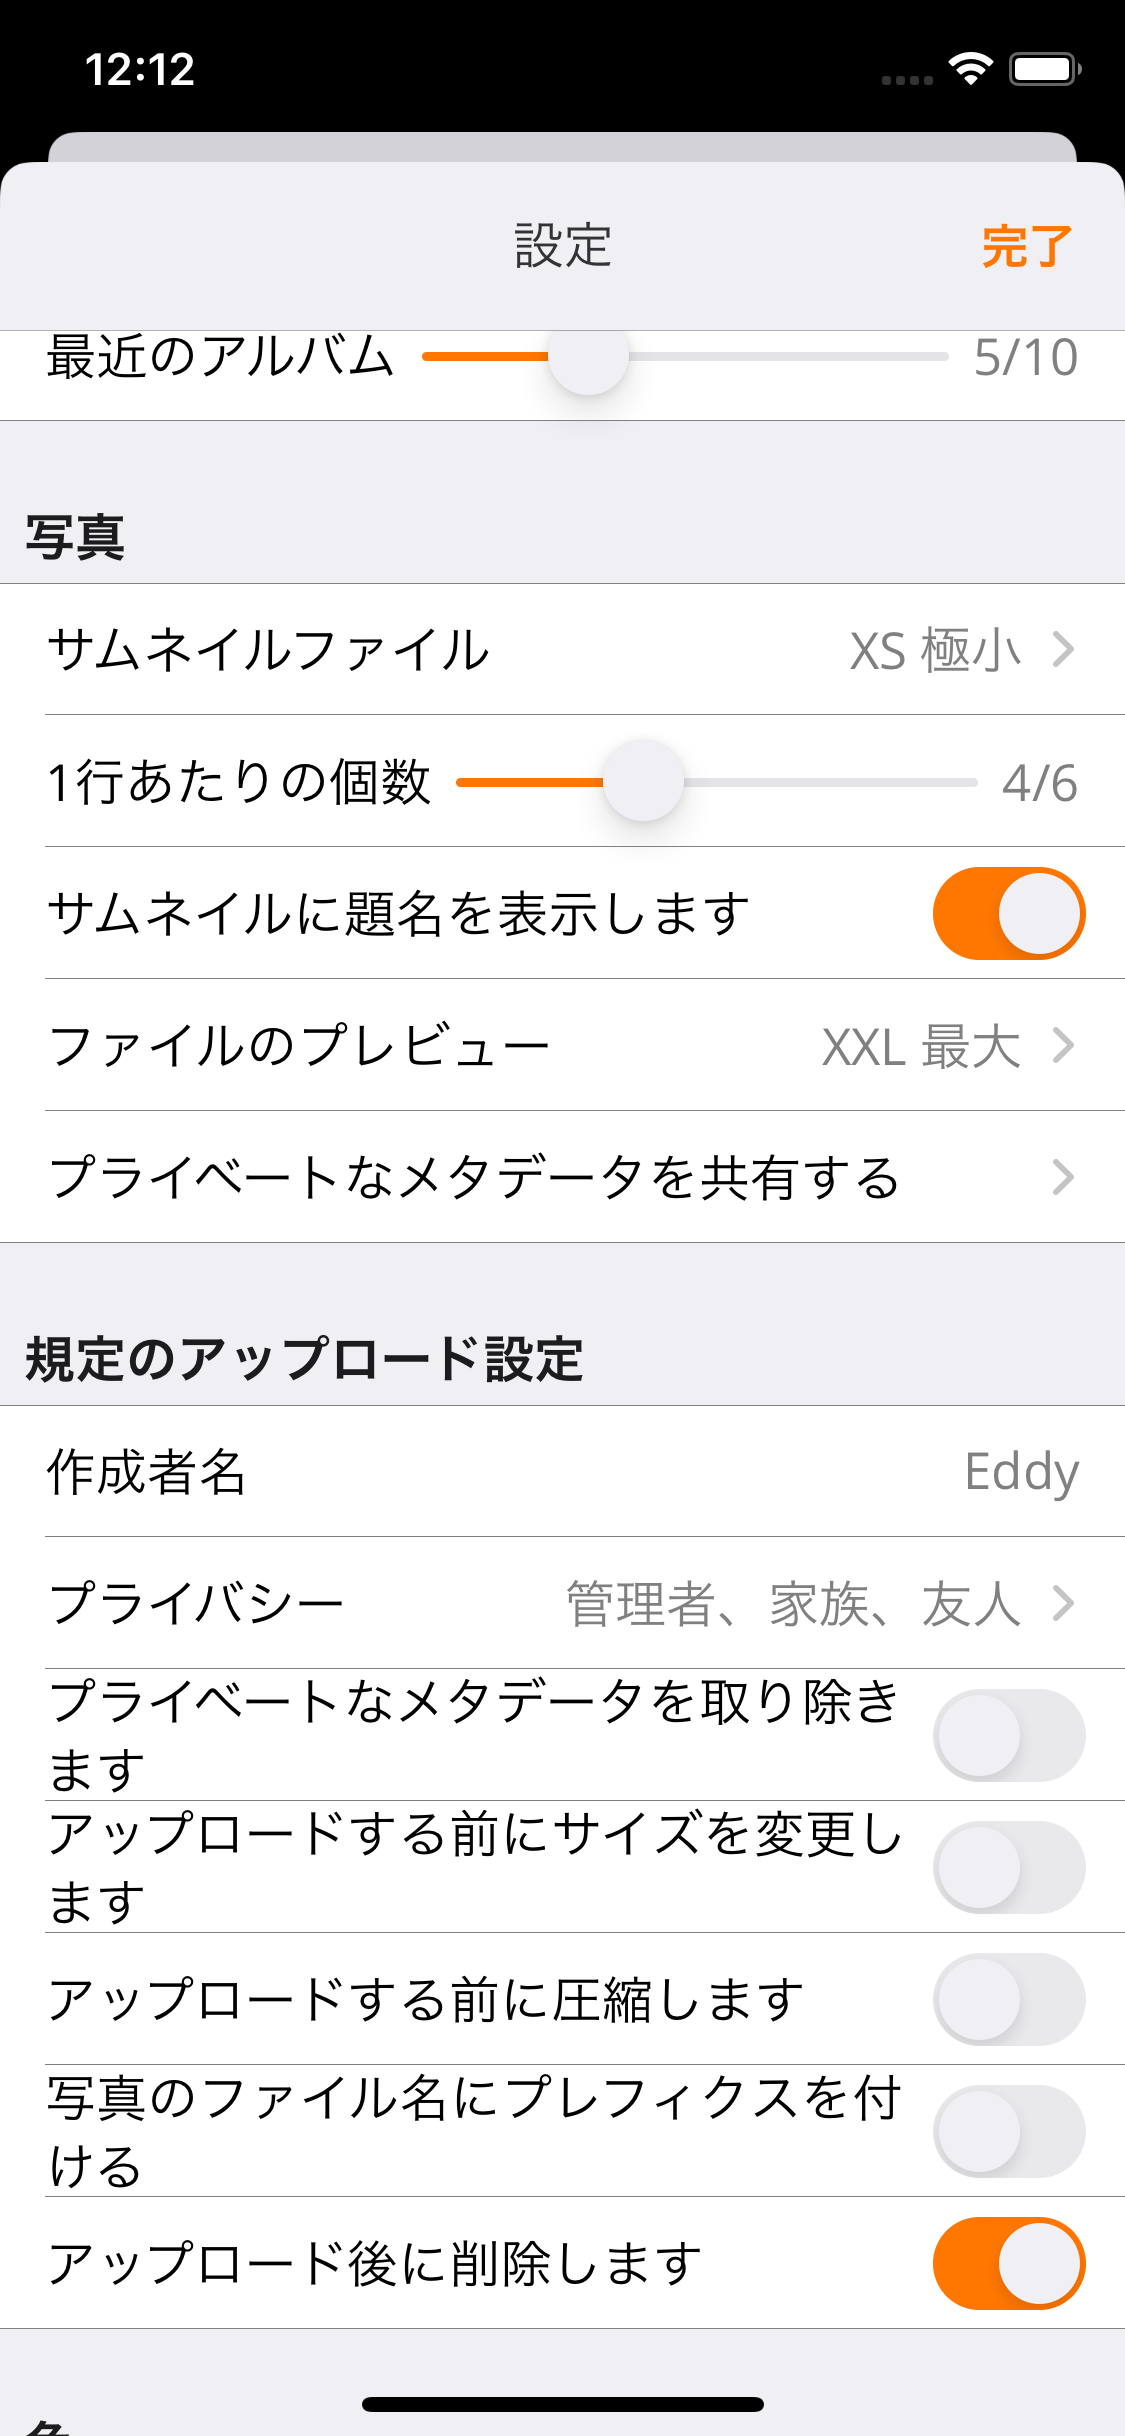 12:12
設定
完了
最近のアルバム
5/10
写真
サムネイルファイル
XS 極小
1行あたりの個数
4/6
サムネイルに題名を表示します
ファイルのプレビュー
XXL 最大
プライベートなメタデータを共有する
規定のアップロード設定
作成者名
Eddy
プライバシー
管理者、家族、友人
プライベートなメタデータを取り除き
ます
アップロードする前にサイズを変更し
ます
アップロードする前に圧縮します
写真のファイル名にプレフィクスを付
ける
アップロード後に削除します